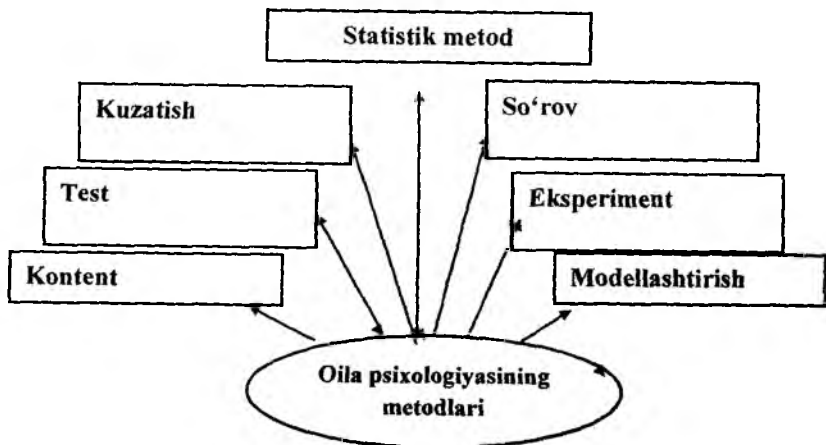 Statistik metod
Kuzatish
So‘rov
Test
Eksperiment
Kontent
Modellashtirish
Oila psixologiyasining
metodlari